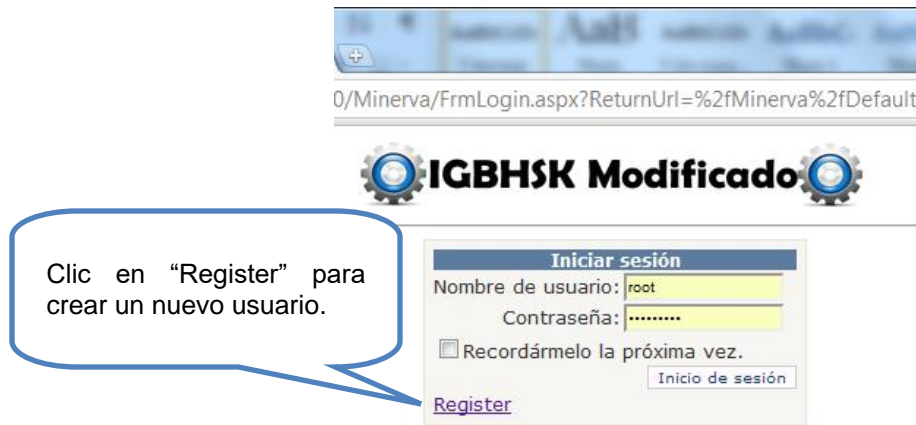 0/Minerva/FrmLogin.aspx?ReturnUrl=%2fMinerva%2fDefault
IGBHSK Modificado
Clic en “Register” para
crear un nuevo usuario.
Iniciar sesión
Nombre de usuario: root
Contraseña: •••••••••
Recordármelo la próxima vez.
Inicio de sesión
Register